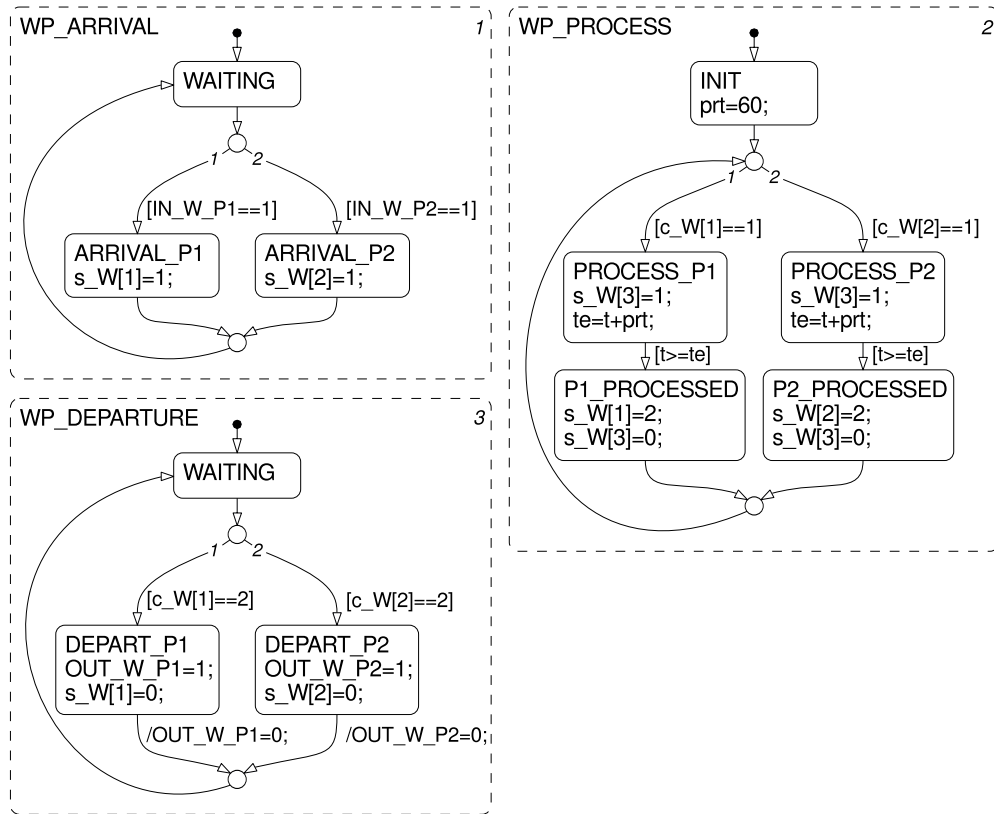 WP_ARRIVAL
1
WAITING
1
2
[IN_W_P1==1]
[IN_W_P2==1]
ARRIVAL_P1
s_W[1]=1;
ARRIVAL_P2
s_W[2]=1;
WP_PROCESS
2
INIT
prt=60;
1
2
[c_W[1]==1]
[c_W[2]==1]
PROCESS_P1
s_W[3]=1;
te=t+prt;
PROCESS_P2
s_W[3]=1;
te=t+prt;
[t>=te]
[t>=te]
P1_PROCESSED
s_W[1]=2;
s_W[3]=0;
P2_PROCESSED
s_W[2]=2;
s_W[3]=0;
WP_DEPARTURE
3
WAITING
1
2
[c_W[1]==2]
[c_W[2]==2]
DEPART_P1
OUT_W_P1=1;
s_W[1]=0;
DEPART_P2
OUT_W_P2=1;
s_W[2]=0;
/OUT_W_P1=0;
/OUT_W_P2=0;